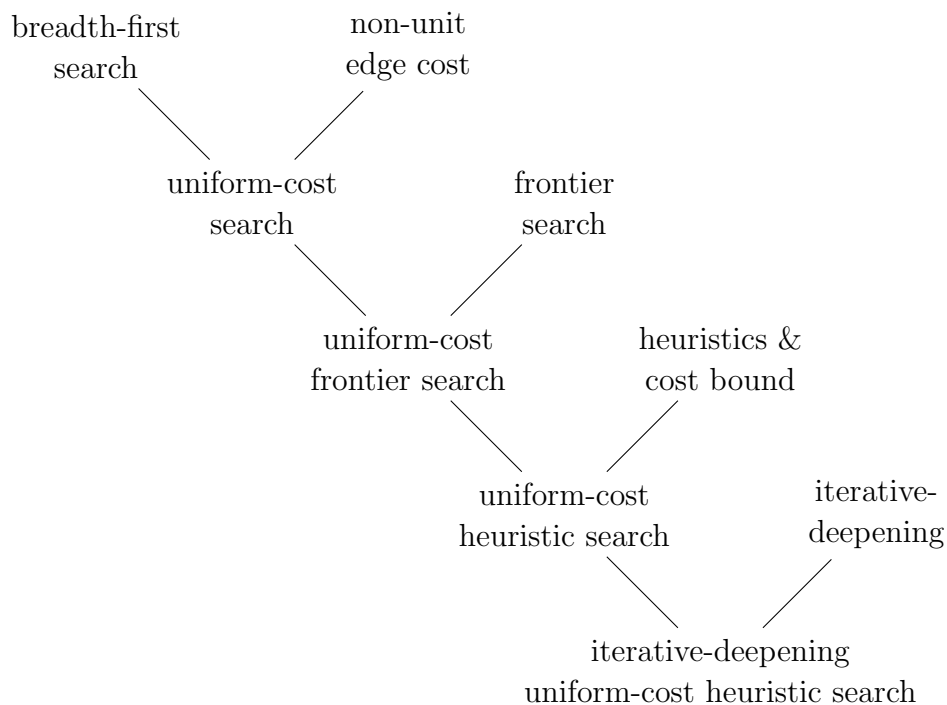 breadth-first
search
non-unit
edge cost
uniform-cost
search
frontier
search
uniform-cost
frontier search
heuristics &
cost bound
uniform-cost
heuristic search
iterative-
deepening
iterative-deepening
uniform-cost heuristic search